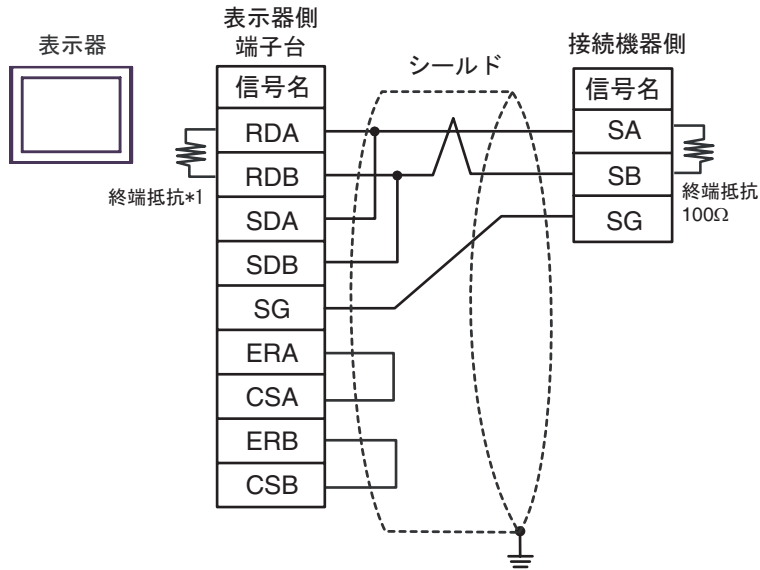 表示器
表示器側
端子台
信号名
RDA
RDB
SDA
SDB
SG
ERA
CSA
ERB
CSB
終端抵抗*1
シールド
接続機器側
信号名
SA
SB
SG
終端抵抗
100Ω